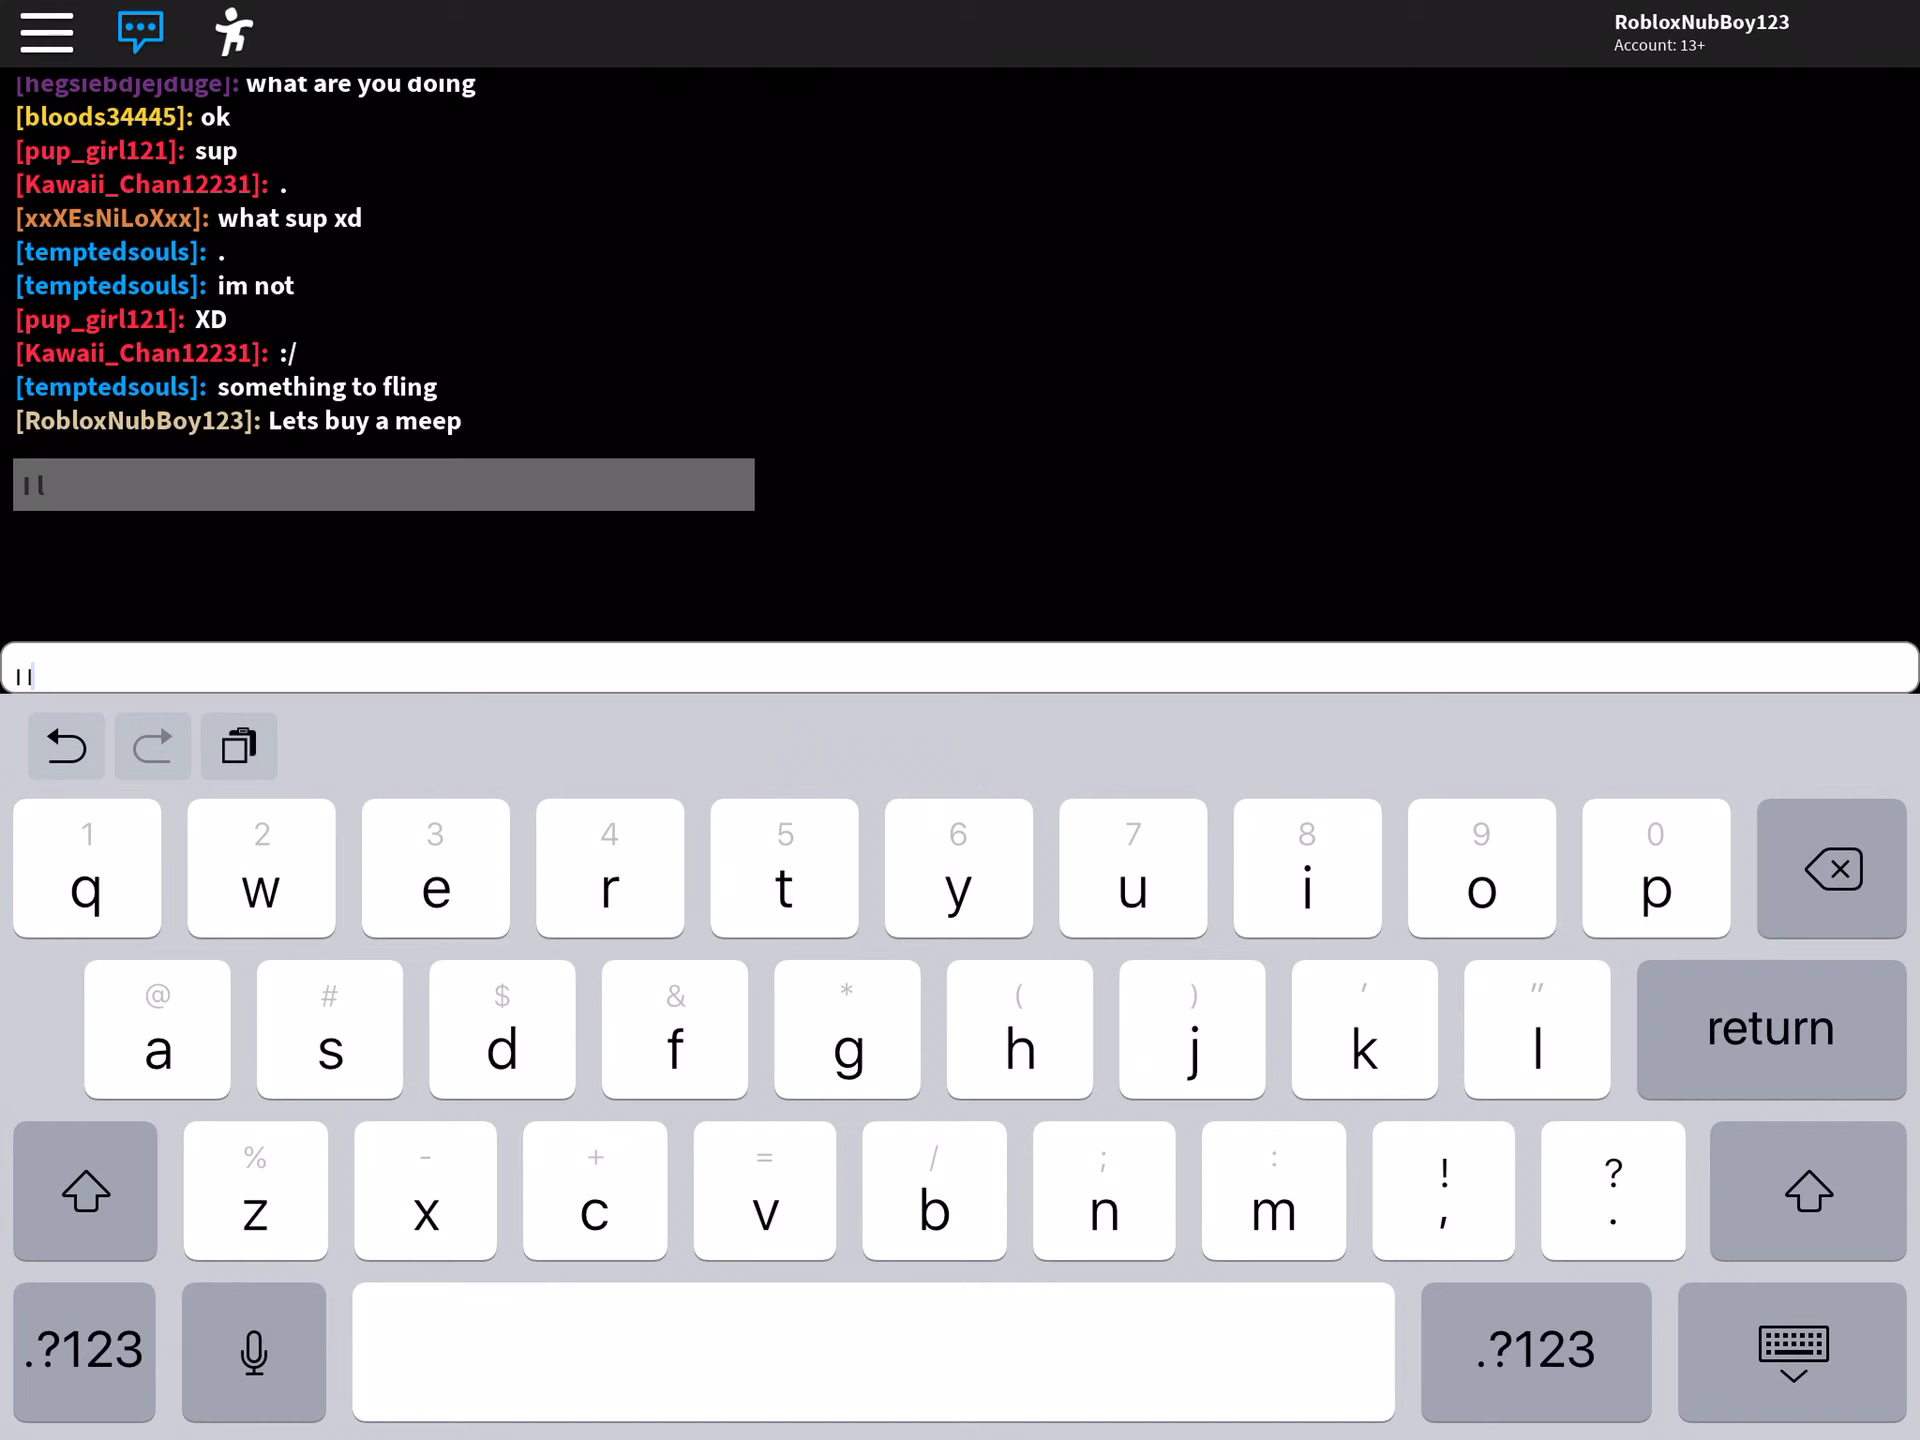 RobloxNubBoy123
Account: 13+
[hegsiebdjejduge]: what are you doing
[bloods34445]: ok
[pup_girl121]: sup
[Kawaii_Chan12231]: .
[xxXEsNiLoXxx]: what sup xd
[temptedsouls]: .
[temptedsouls]: im not
[pup_girl121]: XD
[Kawaii_Chan12231]: :/
[temptedsouls]: something to fling
[RobloxNubBoy123]: Lets buy a meep
1 2 3 4 5 6 7 8 9 0
q w e r t y u i o p
@ # $ & * ( ) ' "
a s d f g h j k l return
% - + = / ; : ! ?
z x c v b n m , .
.?123 .?123